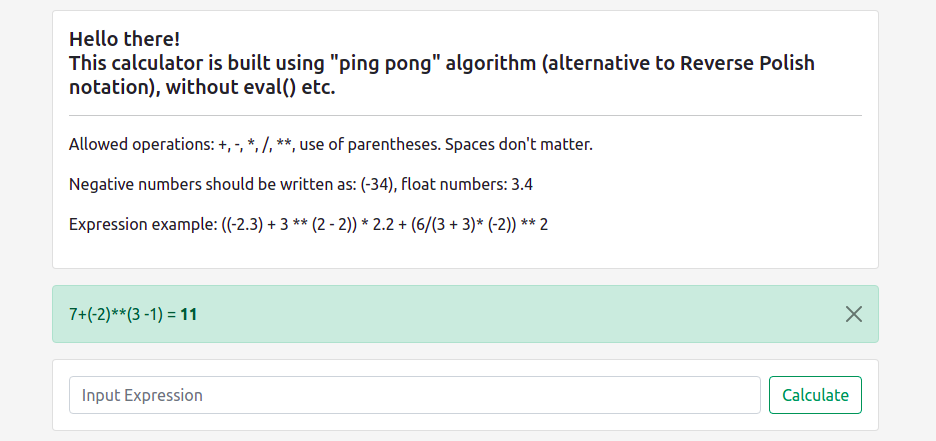 Hello there!
This calculator is built using "ping pong" algorithm (alternative to Reverse Polish
notation), without eval() etc.
Allowed operations: +, -, *, /, **, use of parentheses. Spaces don't matter.
Negative numbers should be written as: (-34), float numbers: 3.4
Expression example: ((-2.3) + 3 ** (2 - 2)) * 2.2 + (6/(3 + 3)* (-2)) ** 2
7+(-2)**(3 -1) = 11
Input Expression
Calculate